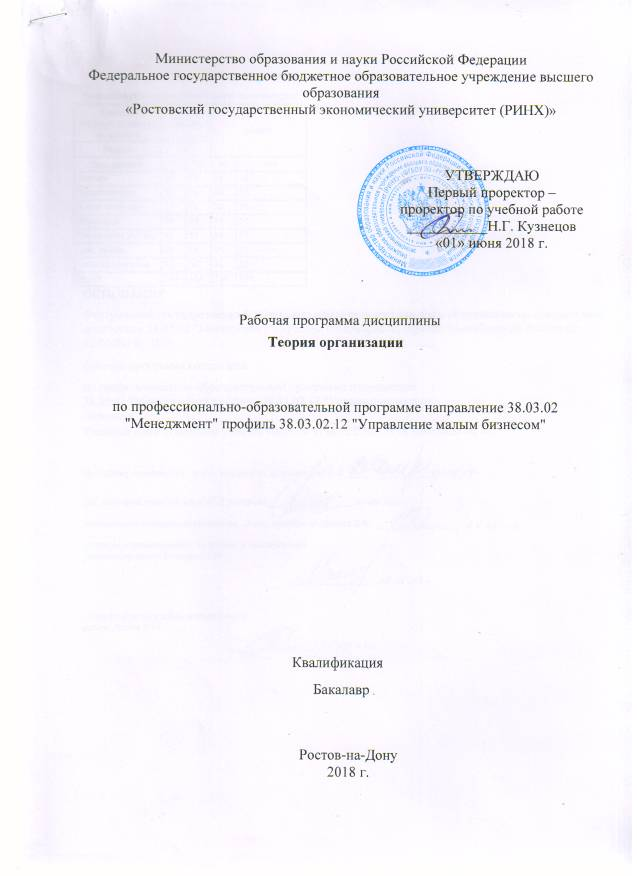 Министерство образования и науки Российской Федерации
Федеральное государственное бюджетное образовательное учреждение высшего
образования
«Ростовский государственный экономический университет (РИНХ)»
УТВЕРЖДАЮ
Первый проректор –
проректор по учебной работе
Н.Г. Кузнецов
«01» июня 2018 г.
Рабочая программа дисциплины
Теория организации
по профессионально-образовательной программе направление 38.03.02
"Менеджмент" профиль 38.03.02.12 "Управление малым бизнесом"
Квалификация
Бакалавр
Ростов-на-Дону
2018 г.